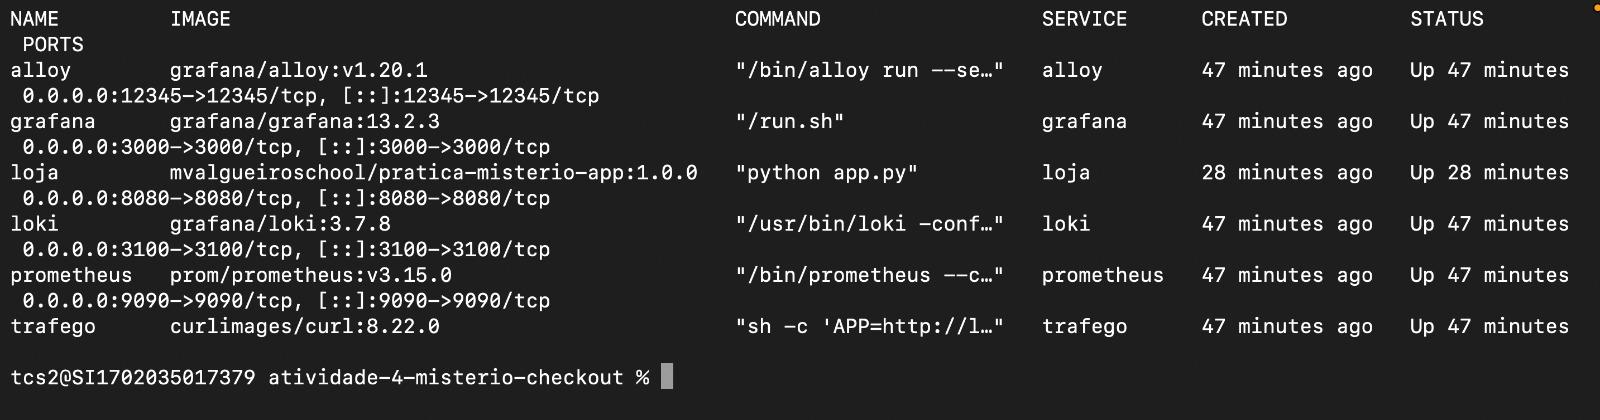 NAME IMAGE COMMAND SERVICE CREATED STATUS
PORTS
alloy grafana/alloy:v1.20.1 "/bin/alloy run --se…" alloy 47 minutes ago Up 47 minutes
0.0.0.0:12345->12345/tcp, [::]:12345->12345/tcp
grafana grafana/grafana:13.2.3 "/run.sh" grafana 47 minutes ago Up 47 minutes
0.0.0.0:3000->3000/tcp, [::]:3000->3000/tcp
loja mvalgueiroschool/pratica-misterio-app:1.0.0 "python app.py" loja 28 minutes ago Up 28 minutes
0.0.0.0:8080->8080/tcp, [::]:8080->8080/tcp
loki grafana/loki:3.7.8 "/usr/bin/loki -conf…" loki 47 minutes ago Up 47 minutes
0.0.0.0:3100->3100/tcp, [::]:3100->3100/tcp
prometheus prom/prometheus:v3.15.0 "/bin/prometheus --c…" prometheus 47 minutes ago Up 47 minutes
0.0.0.0:9090->9090/tcp, [::]:9090->9090/tcp
trafego curlimages/curl:8.22.0 "sh -c 'APP=http://l…" trafego 47 minutes ago Up 47 minutes
tcs2@SI1702035017379 atividade-4-misterio-checkout %